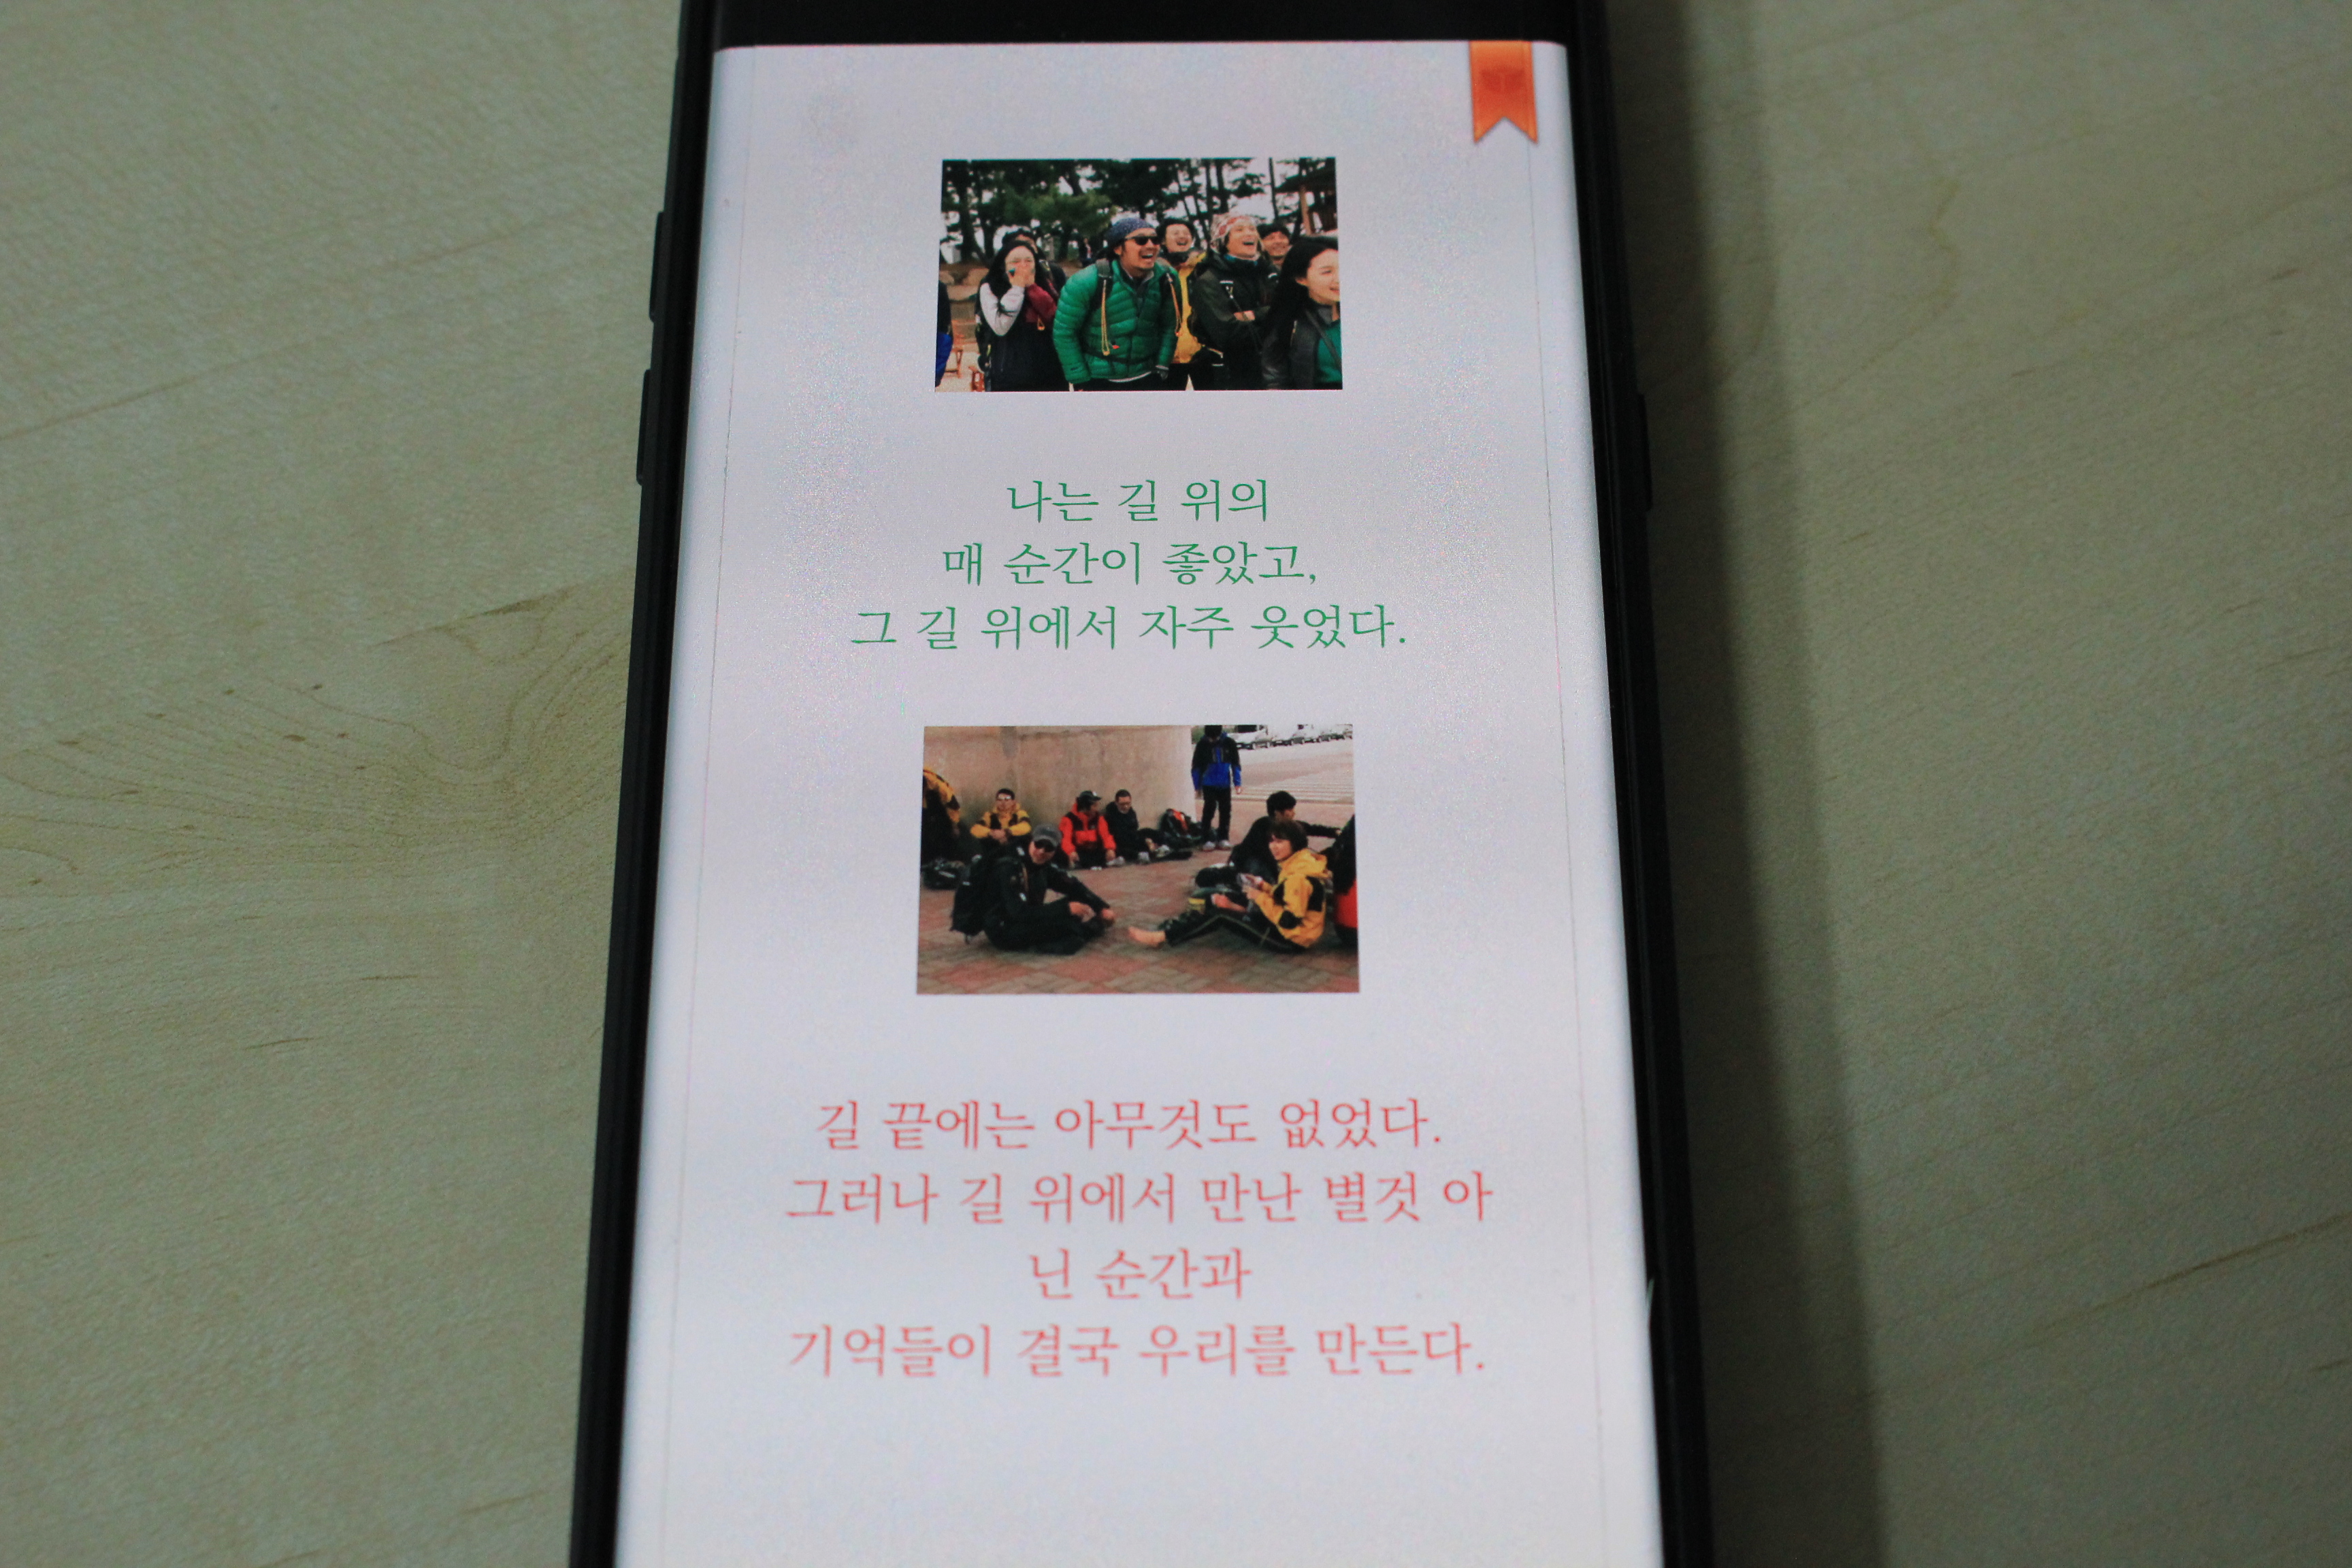 나는 길 위의
매 순간이 좋았고,
그 길 위에서 자주 웃었다.
길 끝에는 아무것도 없었다.
그러나 길 위에서 만난 별것 아
닌 순간과
기억들이 결국 우리를 만든다.